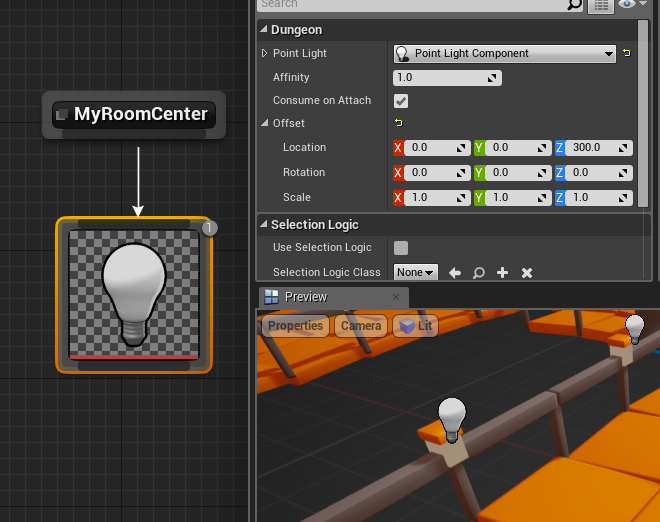 Search
Dungeon
Point Light
Point Light Component
Affinity
1.0
Consume on Attach
Offset
Location
X 0.0 Y 0.0 Z 300.0
Rotation
X 0.0 Y 0.0 Z 0.0
Scale
X 1.0 Y 1.0 Z 1.0
Selection Logic
Use Selection Logic
Selection Logic Class
None
MyRoomCenter
1
Preview
Properties
Camera
Lit